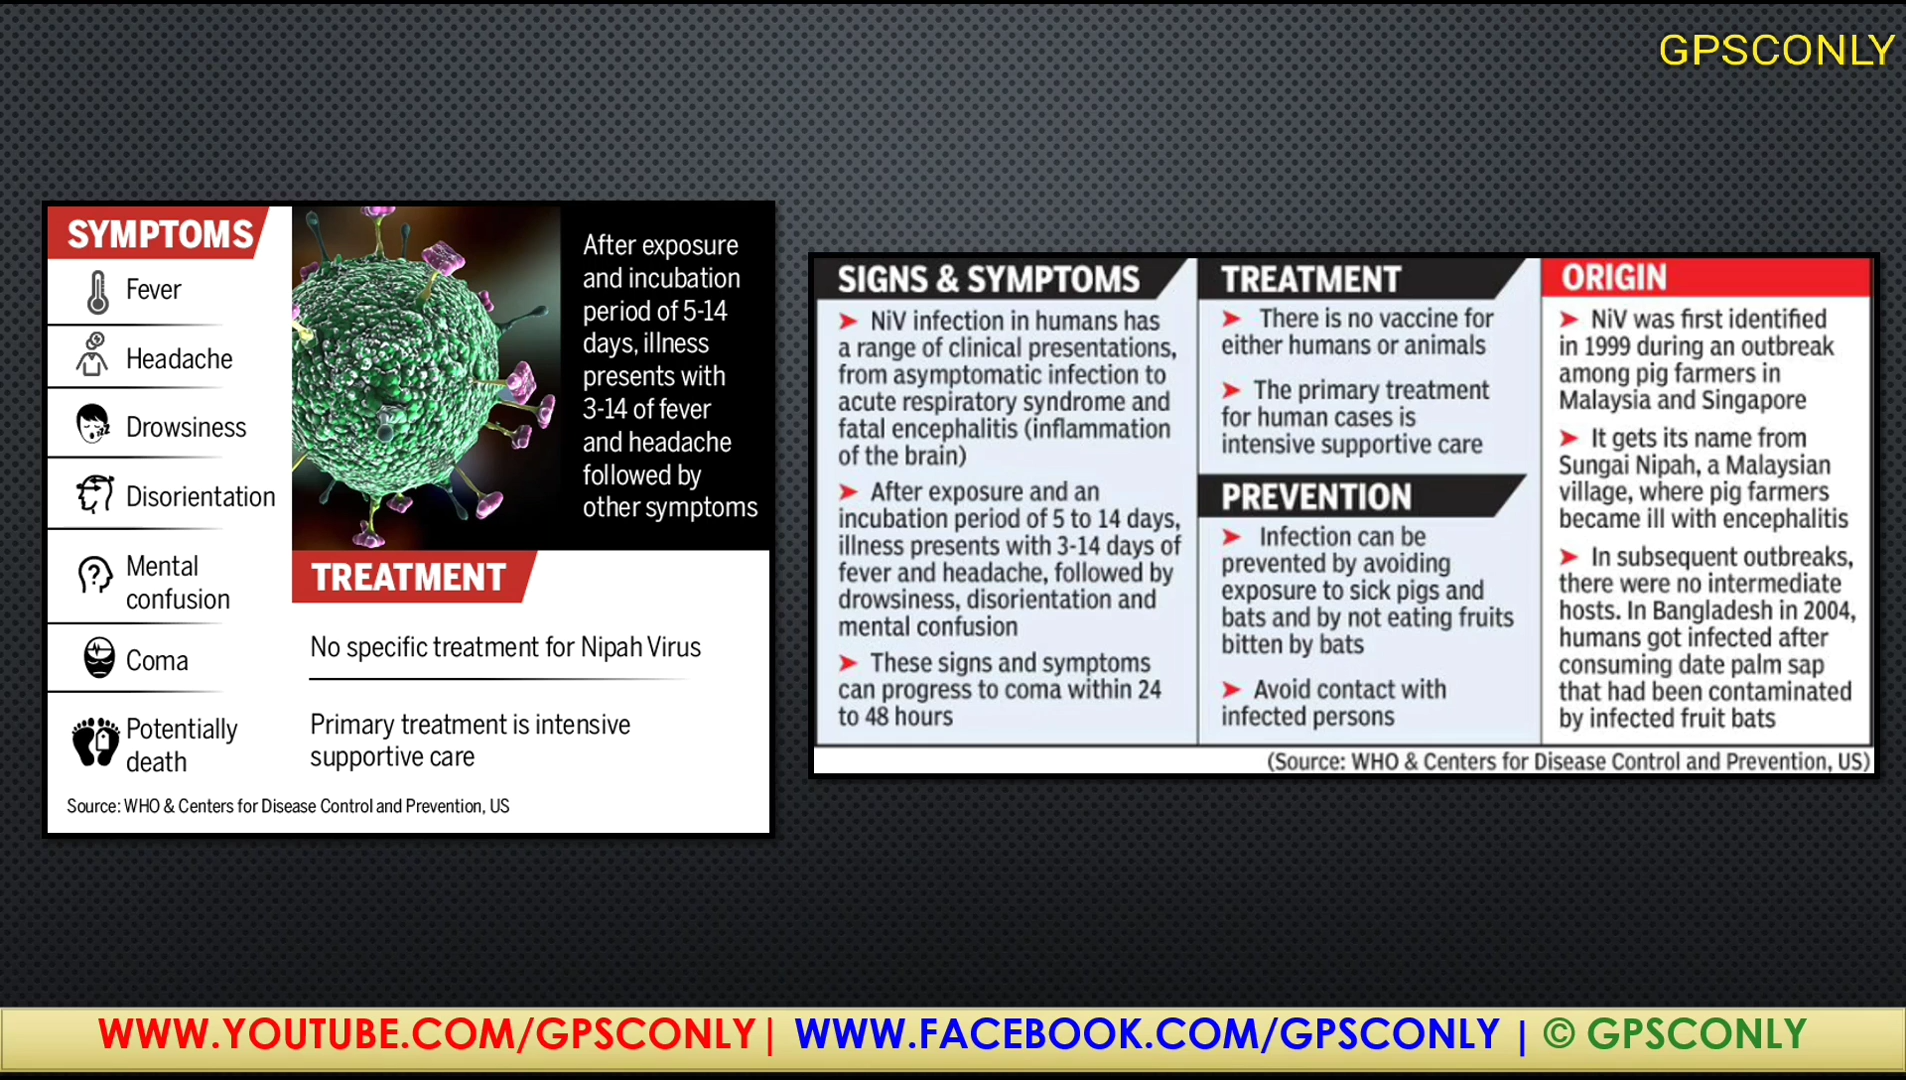 GPSCONLY
SYMPTOMS
Fever
Headache
Drowsiness
Disorientation
Mental
confusion
Coma
Potentially
death
After exposure
and incubation
period of 5-14
days, illness
presents with
3-14 of fever
and headache
followed by
other symptoms
TREATMENT
No specific treatment for Nipah Virus
Primary treatment is intensive
supportive care
Source: WHO & Centers for Disease Control and Prevention, US
SIGNS & SYMPTOMS
➤ NiV infection in humans has
a range of clinical presentations,
from asymptomatic infection to
acute respiratory syndrome and
fatal encephalitis (inflammation
of the brain)
➤ After exposure and an
incubation period of 5 to 14 days,
illness presents with 3-14 days of
fever and headache, followed by
drowsiness, disorientation and
mental confusion
➤ These signs and symptoms
can progress to coma within 24
to 48 hours
TREATMENT
➤ There is no vaccine for
either humans or animals
➤ The primary treatment
for human cases is
intensive supportive care
PREVENTION
➤ Infection can be
prevented by avoiding
exposure to sick pigs and
bats and by not eating fruits
bitten by bats
➤ Avoid contact with
infected persons
ORIGIN
➤ NiV was first identified
in 1999 during an outbreak
among pig farmers in
Malaysia and Singapore
➤ It gets its name from
Sungai Nipah, a Malaysian
village, where pig farmers
became ill with encephalitis
➤ In subsequent outbreaks,
there were no intermediate
hosts. In Bangladesh in 2004,
humans got infected after
consuming date palm sap
that had been contaminated
by infected fruit bats
(Source: WHO & Centers for Disease Control and Prevention, US)
WWW.YOUTUBE.COM/GPSCONLY | WWW.FACEBOOK.COM/GPSCONLY | © GPSCONLY